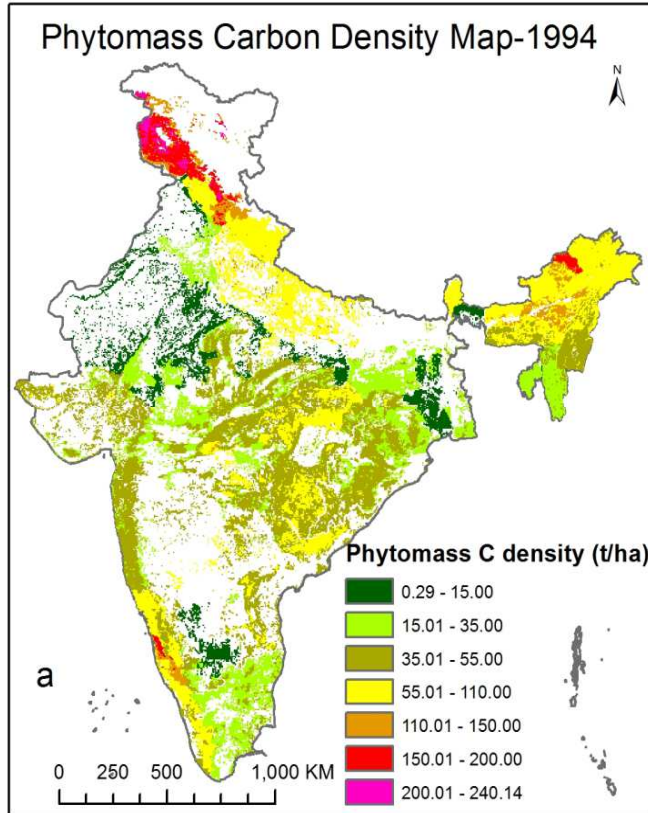 Phytomass Carbon Density Map-1994
N
Phytomass C density (t/ha)
0.29 - 15.00
15.01 - 35.00
35.01 - 55.00
55.01 - 110.00
110.01 - 150.00
150.01 - 200.00
200.01 - 240.14
a
0 250 500 1,000 KM